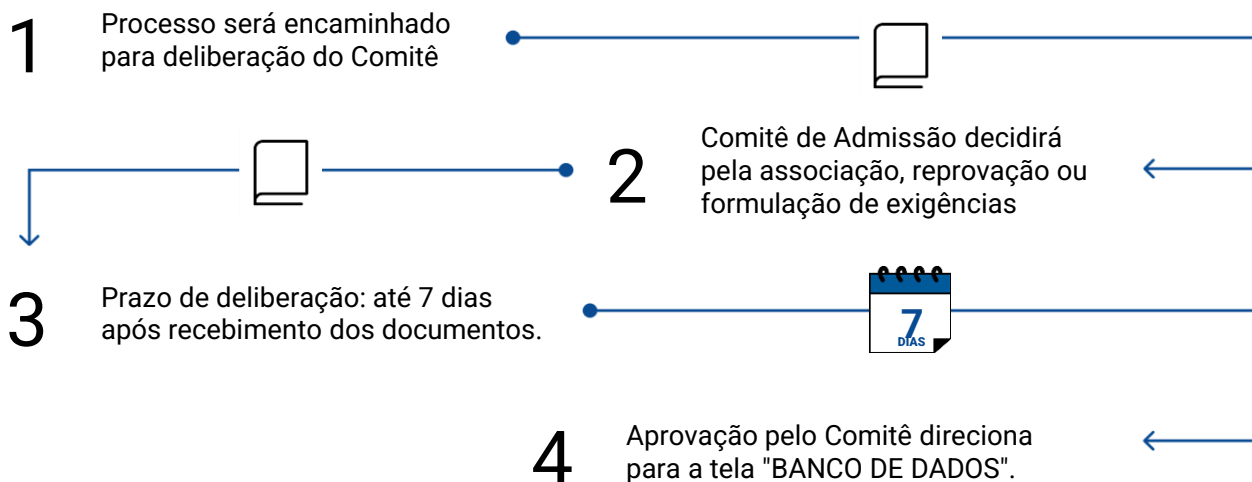 1
Processo será encaminhado
para deliberação do Comitê
2
Comitê de Admissão decidirá
pela associação, reprovação ou
formulação de exigências
3
Prazo de deliberação: até 7 dias
após recebimento dos documentos.
7
DIAS
4
Aprovação pelo Comitê direciona
para a tela "BANCO DE DADOS".